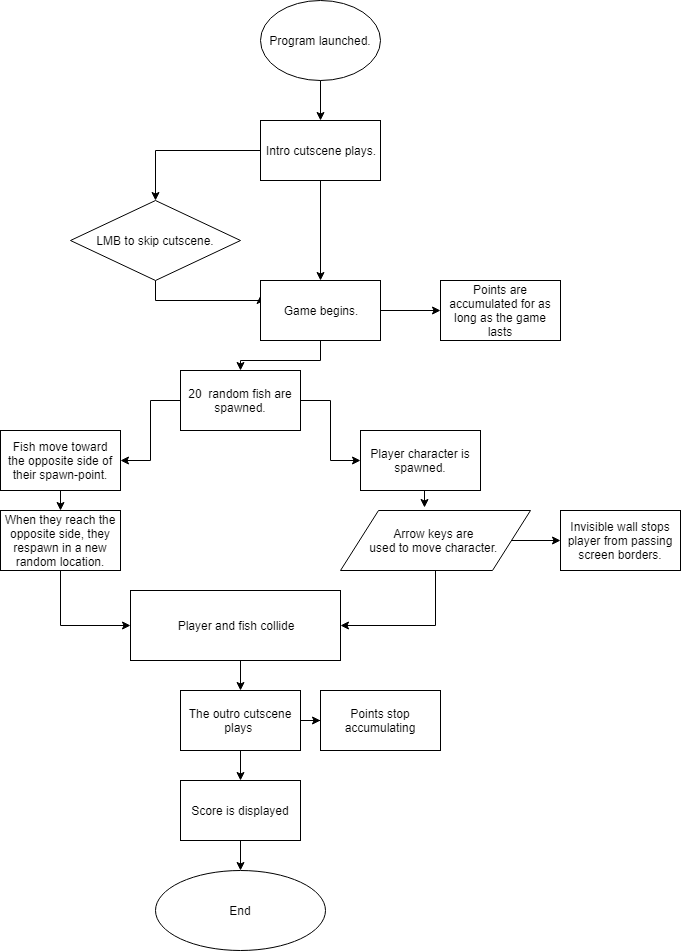 Program launched.
Intro cutscene plays.
LMB to skip cutscene.
Game begins.
Points are
accumulated for as
long as the game
lasts
20  random fish are
spawned.
Fish move toward
the opposite side of
their spawn-point.
Player character is
spawned.
When they reach the
opposite side, they
respawn in a new
random location.
Arrow keys are
used to move character.
Invisible wall stops
player from passing
screen borders.
Player and fish collide
The outro cutscene
plays
Points stop
accumulating
Score is displayed
End